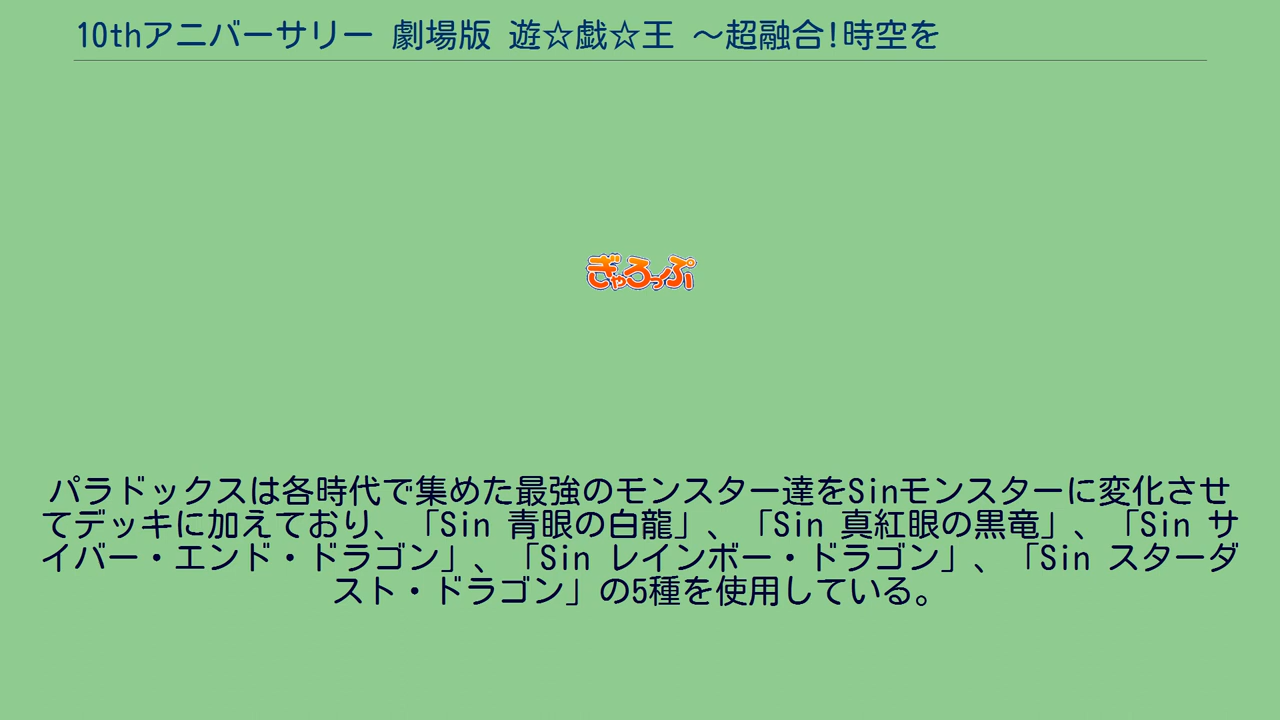 10thアニバーサリー 劇場版 遊☆戯☆王 ～超融合!時空を
ぎゃろっぷ
パラドックスは各時代で集めた最強のモンスター達をSinモンスターに変化させ
てデッキに加えており、「Sin 青眼の白龍」、「Sin 真紅眼の黒竜」、「Sin サ
イバー・エンド・ドラゴン」、「Sin レインボー・ドラゴン」、「Sin スターダ
スト・ドラゴン」の5種を使用している。